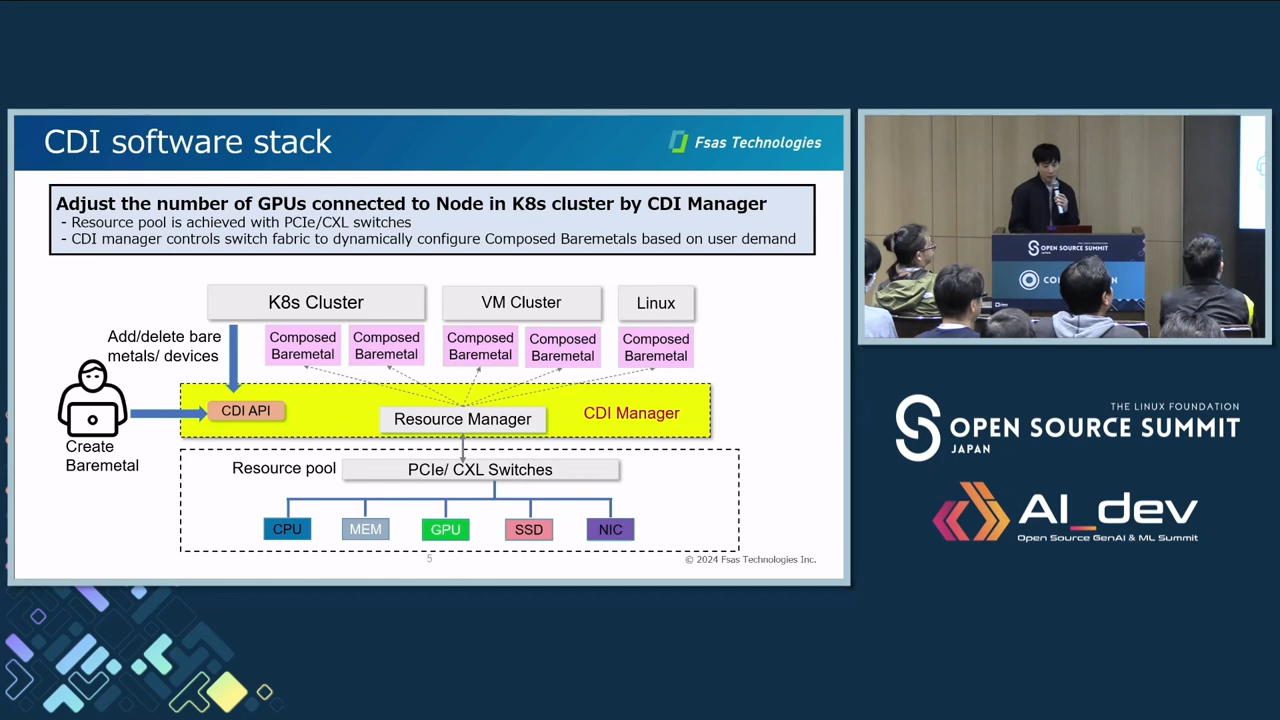 CDI software stack
Fsas Technologies
Adjust the number of GPUs connected to Node in K8s cluster by CDI Manager
- Resource pool is achieved with PCIe/CXL switches
- CDI manager controls switch fabric to dynamically configure Composed Baremetals based on user demand
K8s Cluster
VM Cluster
Linux
Add/delete bare
metals/ devices
Composed
Baremetal
Composed
Baremetal
Composed
Baremetal
Composed
Baremetal
Composed
Baremetal
CDI API
Resource Manager
CDI Manager
Create
Baremetal
Resource pool
PCIe/ CXL Switches
CPU
MEM
GPU
SSD
NIC
5
© 2024 Fsas Technologies Inc.
OPEN SOURCE SUMMIT
JAPAN
THE LINUX FOUNDATION
OPEN SOURCE SUMMIT
JAPAN
AI_dev
Open Source GenAI & ML Summit